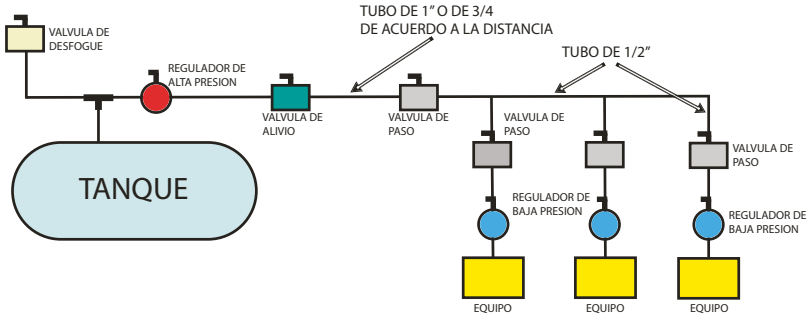 TUBO DE 1” O DE 3/4
DE ACUERDO A LA DISTANCIA
VALVULA DE
DESFOGUE
TUBO DE 1/2”
REGULADOR DE
ALTA PRESION
VALVULA DE
ALIVIO
VALVULA DE
PASO
VALVULA DE
PASO
VALVULA DE
PASO
TANQUE
REGULADOR DE
BAJA PRESION
REGULADOR DE
BAJA PRESION
EQUIPO
EQUIPO
EQUIPO